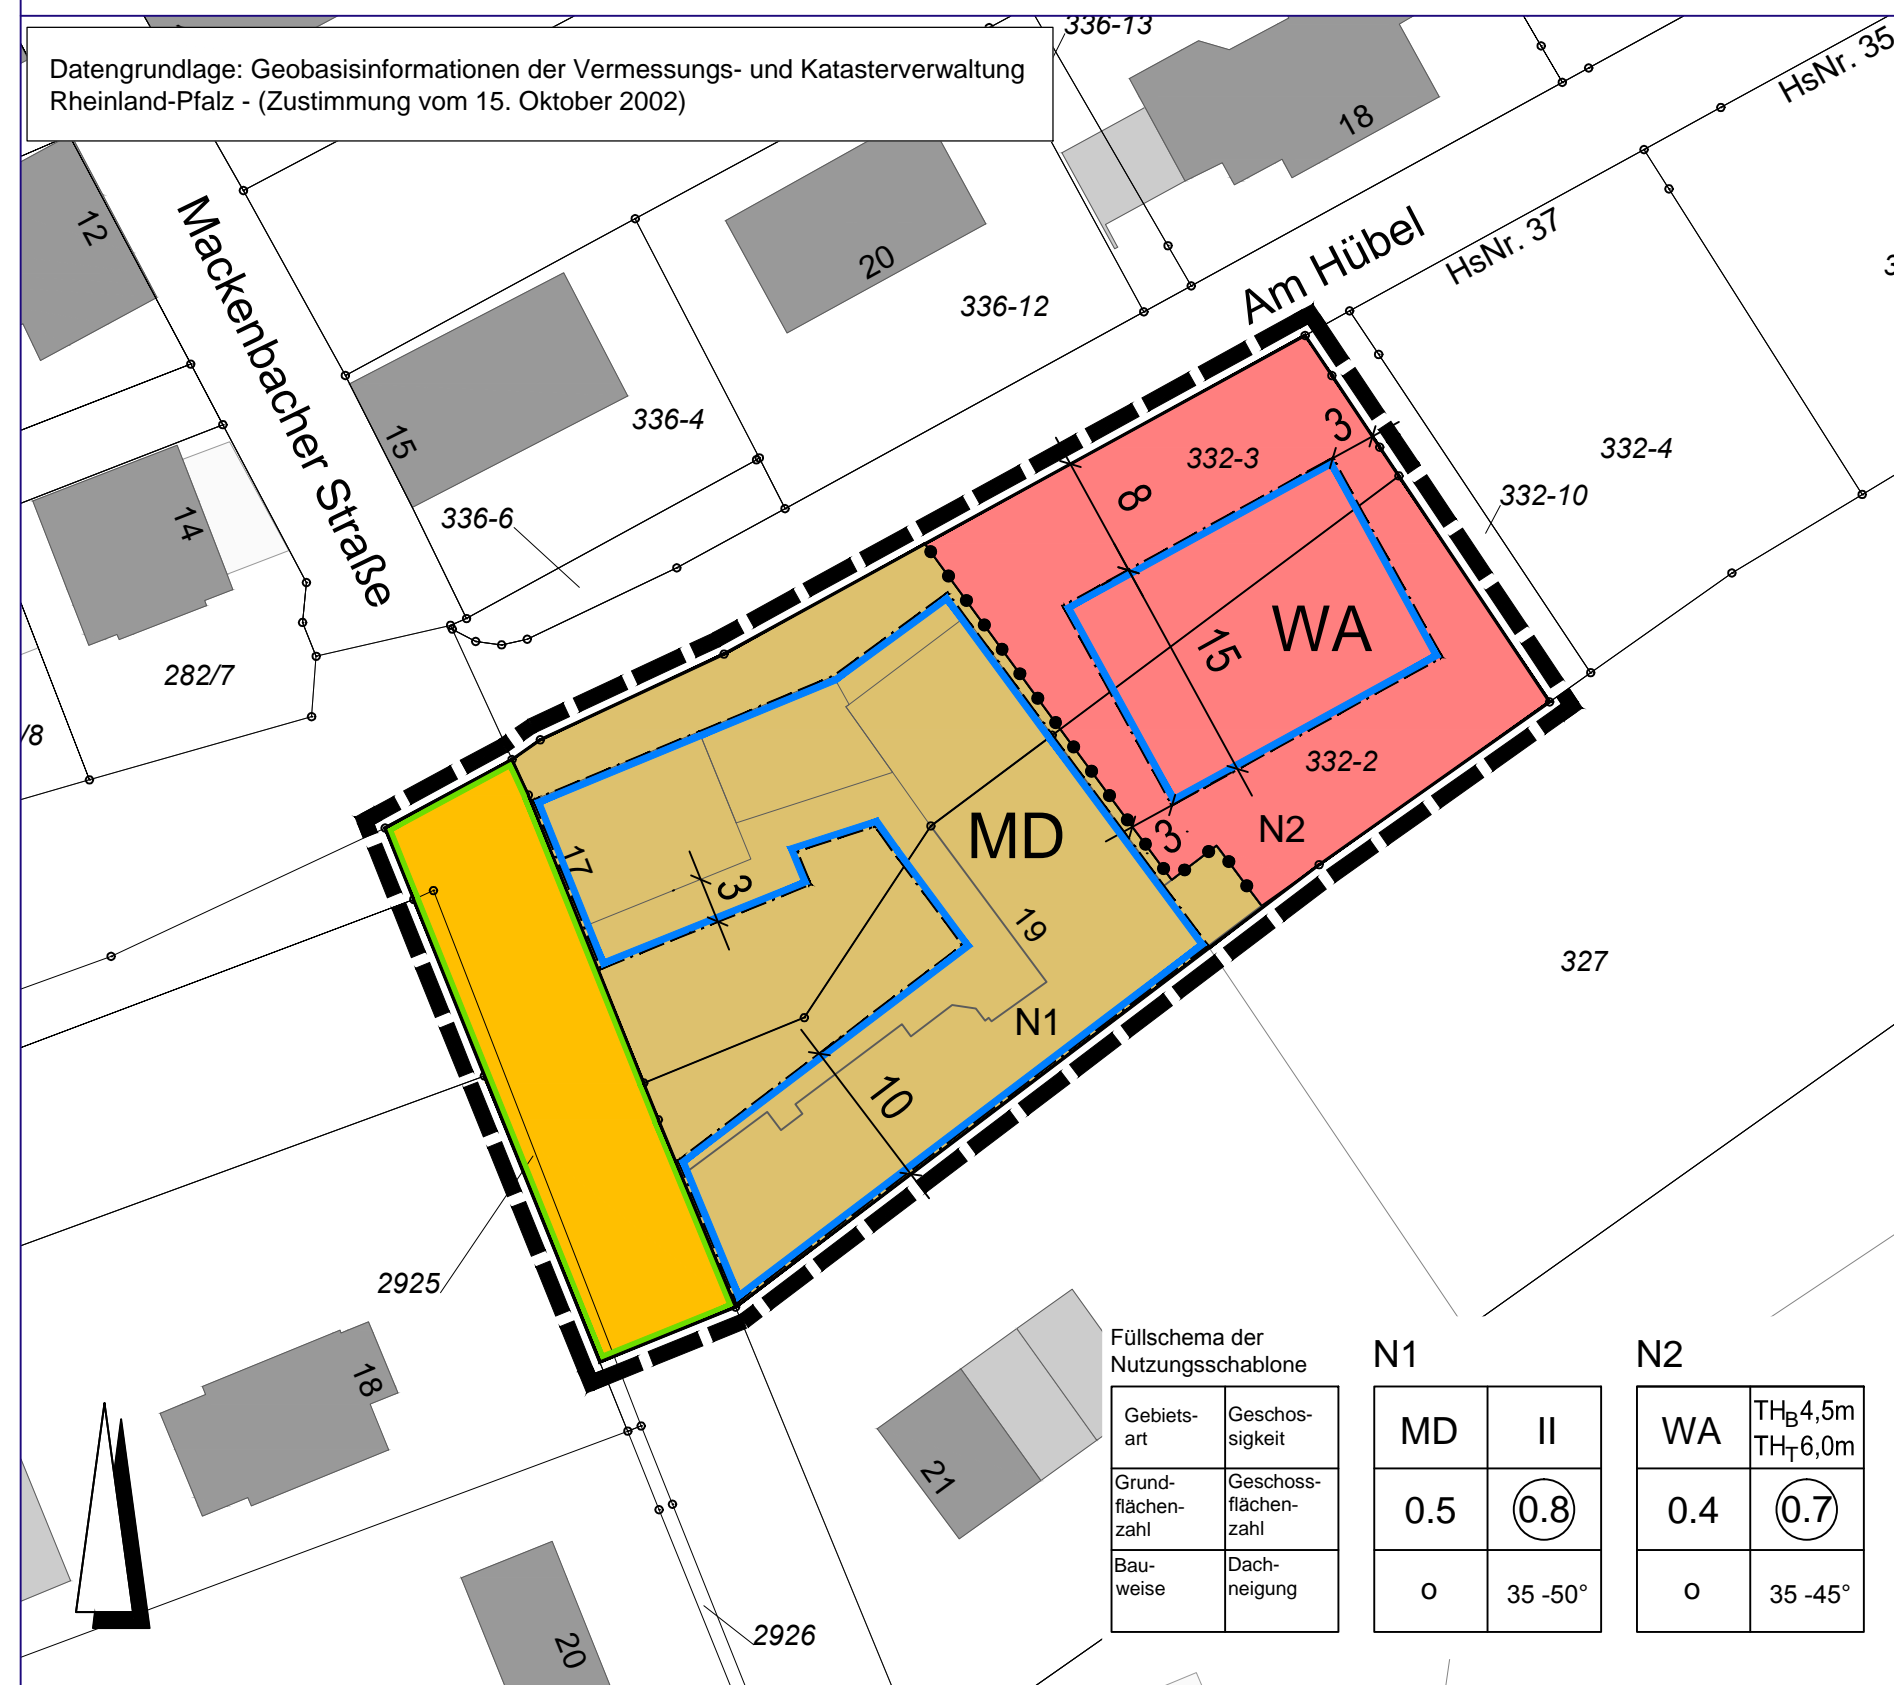 336-13
HsNr. 35
Datengrundlage: Geobasisinformationen der Vermessungs- und Katasterverwaltung
Rheinland-Pfalz - (Zustimmung vom 15. Oktober 2002)
18
12
Mackenbacher Straße
20
Am Hübel
HsNr. 37
336-12
15
336-4
3
332-3
332-4
8
332-10
14
336-6
WA
15
282/7
/8
332-2
MD
N2
3
17
3
19
327
N1
10
2925
18
21
Füllschema der
Nutzungsschablone
N1
N2
Gebiets-
art
Geschos-
sigkeit
MD
II
WA
THB4,5m
THT6,0m
Grund-
flächen-
zahl
Geschoss-
flächen-
zahl
0.5
0.8
0.4
0.7
Bau-
weise
Dach-
neigung
o
35 -50°
o
35 -45°
20
2926